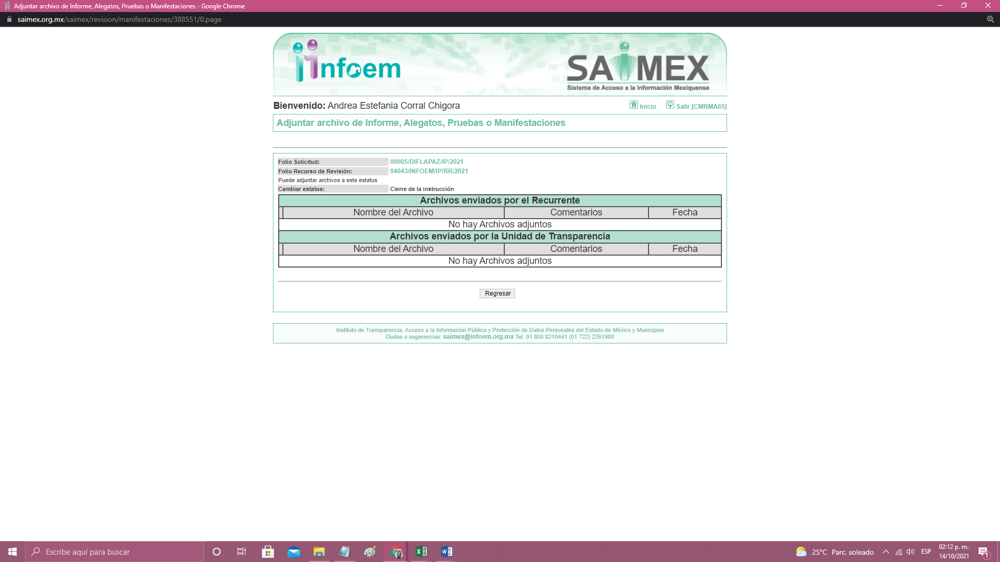 Adjuntar archivo de Informe, Alegatos, Pruebas o Manifestaciones - Google Chrome
saimex.org.mx/saimex/revision/manifestaciones/388551/0.page
infoem
SAIMEX
Sistema de Acceso a la Información Mexiquense
Bienvenido: Andrea Estefania Corral Chigora
Inicio Salir [CMRMA65]
Adjuntar archivo de Informe, Alegatos, Pruebas o Manifestaciones
Folio Solicitud: 00005/DIFLAPAZ/IP/2021
Folio Recurso de Revisión: 04043/INFOEM/IP/RR/2021
Puede adjuntar archivos a este estatus
Cambiar estatus: Cierre de la instrucción
Archivos enviados por el Recurrente
Nombre del Archivo Comentarios Fecha
No hay Archivos adjuntos
Archivos enviados por la Unidad de Transparencia
Nombre del Archivo Comentarios Fecha
No hay Archivos adjuntos
Regresar
Instituto de Transparencia, Acceso a la Información Pública y Protección de Datos Personales del Estado de México y Municipios
Dudas o sugerencias: saimex@infoem.org.mx Tel. 01 800 8210441 (01 722) 2261980
Escribe aquí para buscar
25°C Parc. soleado
ESP
02:12 p. m.
14/10/2021
1